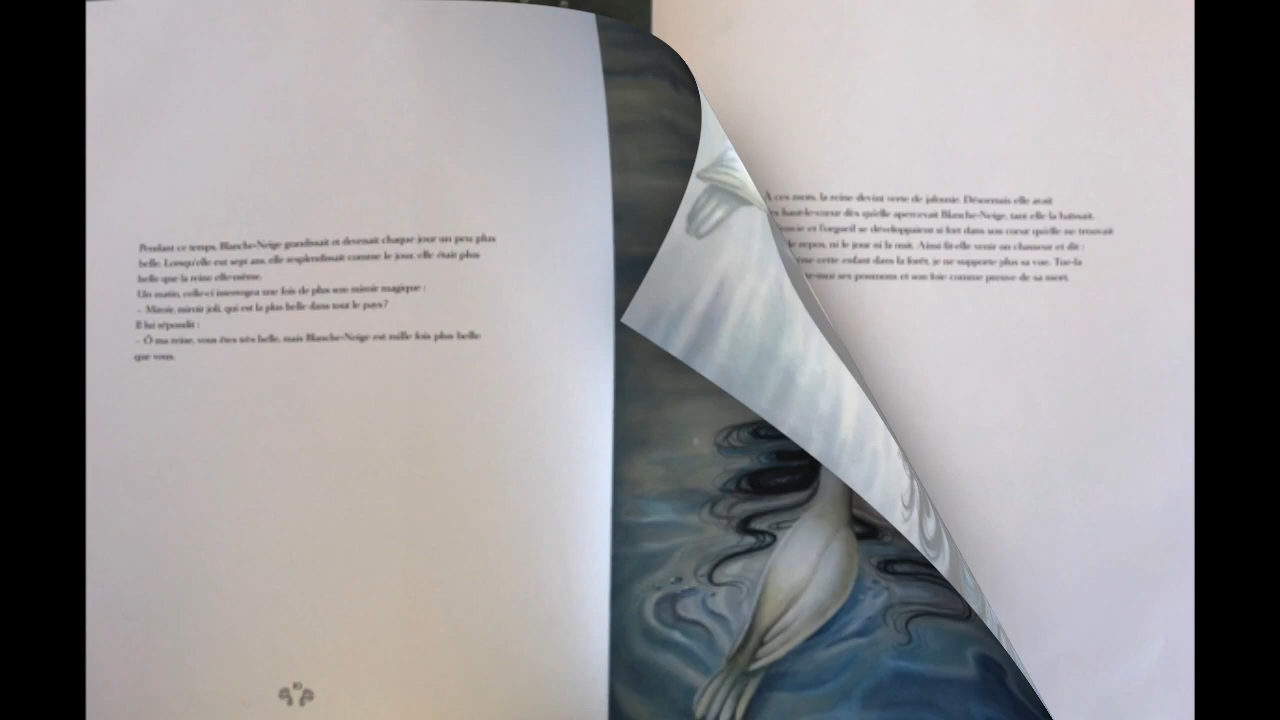 Pendant ce temps, Blanche-Neige grandissait et devenait chaque jour un peu plus
belle. Lorsqu'elle eut sept ans, elle resplendissait comme le jour, elle était plus
belle que la reine elle-même.
Un matin, celle-ci interrogea une fois de plus son miroir magique :
- Miroir, miroir joli, qui est la plus belle dans tout le pays ?
Il lui répondit :
- Ô ma reine, vous êtes très belle, mais Blanche-Neige est mille fois plus belle
que vous.
10
À ces mots, la reine devint verte de jalousie. Désormais elle avait
haut-le-cœur dès qu'elle apercevait Blanche-Neige, tant elle la haïssait.
et l'orgueil se développaient si fort dans son cœur qu'elle ne trouvait
repos, ni le jour ni la nuit. Ainsi fit-elle venir un chasseur et dit :
cette enfant dans la forêt, je ne supporte plus sa vue. Tue-la
-moi ses poumons et son foie comme preuve de sa mort.